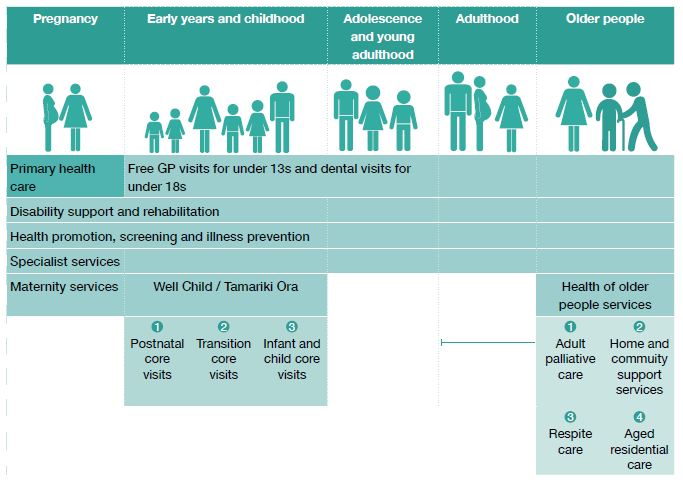 Pregnancy
Early years and childhood
Adolescence
and young
adulthood
Adulthood
Older people
Primary health
care
Free GP visits for under 13s and dental visits for
under 18s
Disability support and rehabilitation
Health promotion, screening and illness prevention
Specialist services
Maternity services
Well Child / Tamariki Ora
Health of older
people services
1
Postnatal
core
visits
2
Transition
core
visits
3
Infant and
child core
visits
1
Adult
palliative
care
2
Home and
commuity
support
services
3
Respite
care
4
Aged
residential
care